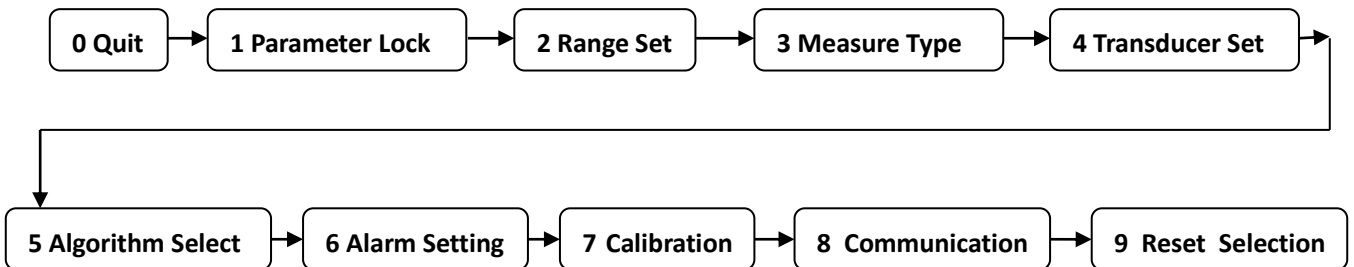 0 Quit 1 Parameter Lock 2 Range Set 3 Measure Type 4 Transducer Set
5 Algorithm Select 6 Alarm Setting 7 Calibration 8 Communication 9 Reset Selection